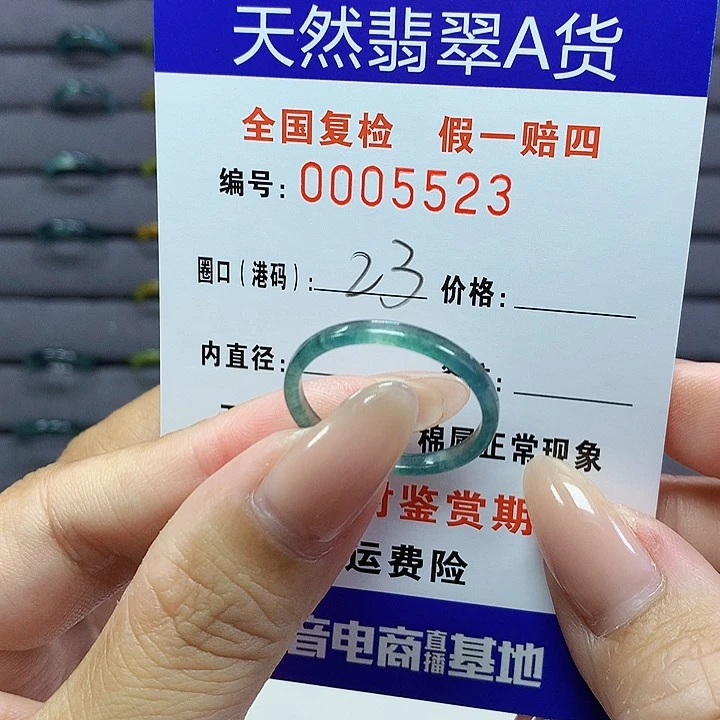 天然翡翠A货
全国复检 假一赔四
编号: 0005523
圈口(港码): 23 价格:
内直径: :
棉属正常现象
鉴赏期
运费险
音电商直播基地